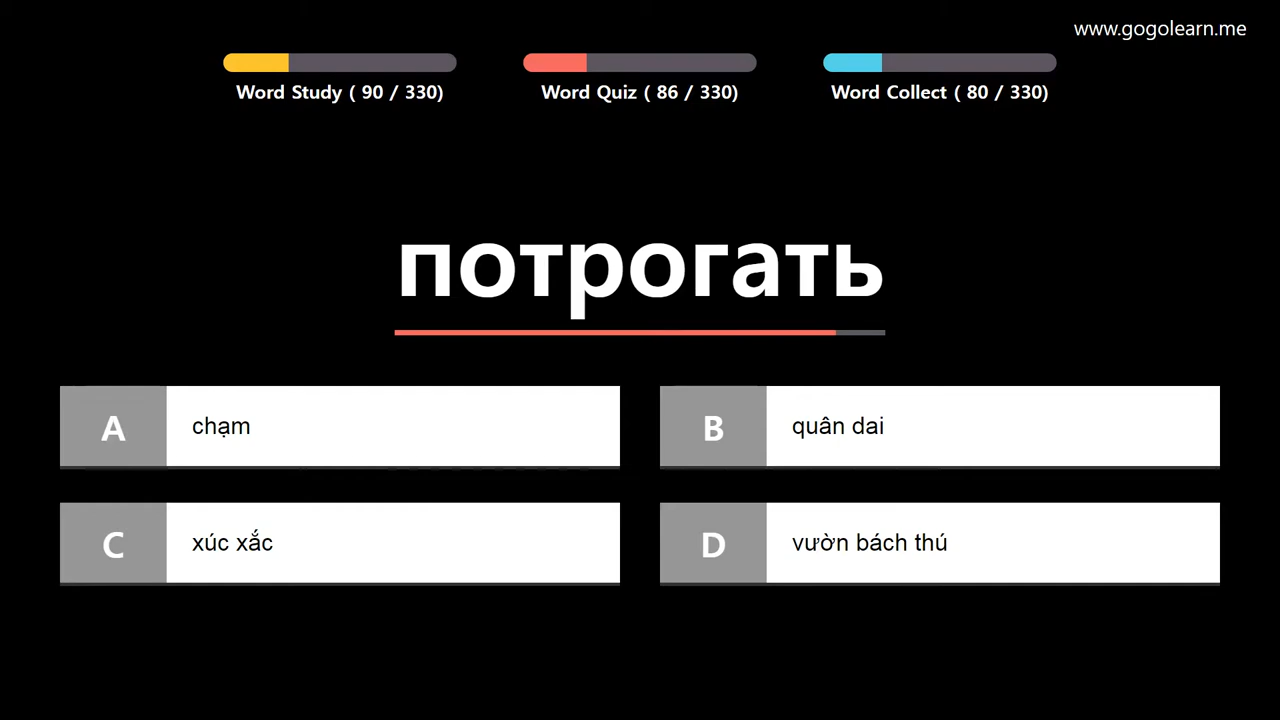 www.gogolearn.me
Word Study ( 90 / 330)
Word Quiz ( 86 / 330)
Word Collect ( 80 / 330)
потрогать
A chạm
B quân dai
C xúc xắc
D vườn bách thú